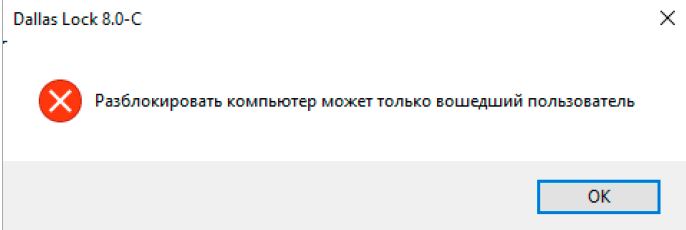 Dallas Lock 8.0-C
Разблокировать компьютер может только вошедший пользователь
OK